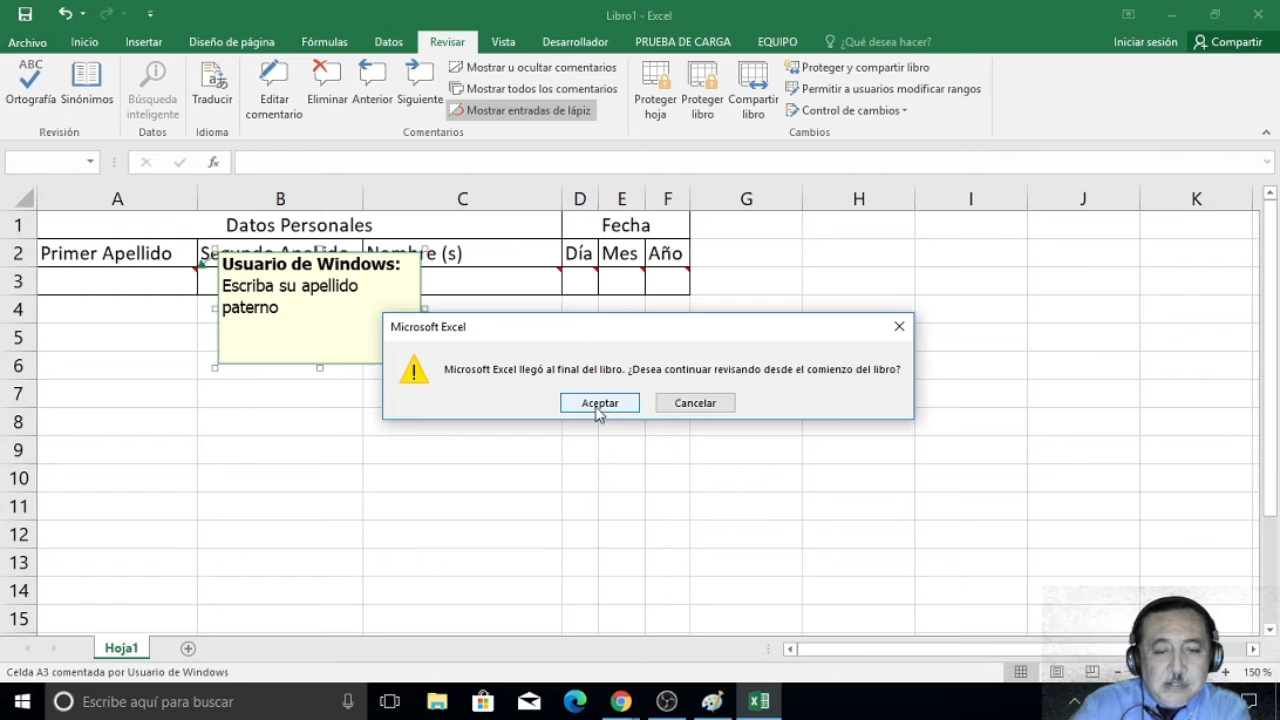 Libro1 - Excel
Archivo Inicio Insertar Diseño de página Fórmulas Datos Revisar Vista Desarrollador PRUEBA DE CARGA EQUIPO ¿Qué desea hacer? Iniciar sesión Compartir
ABC
Ortografía Sinónimos
Revisión
Búsqueda inteligente
Datos
Traducir
Idioma
Editar comentario Eliminar Anterior Siguiente
Mostrar u ocultar comentarios
Mostrar todos los comentarios
Mostrar entradas de lápiz
Comentarios
Proteger hoja Proteger libro Compartir libro
Proteger y compartir libro
Permitir a usuarios modificar rangos
Control de cambios
Cambios
fx
A B C D E F G H I J K
1 Datos Personales Fecha
2 Primer Apellido Segundo Apellido Nombre (s) Día Mes Año
3
Usuario de Windows:
Escriba su apellido
paterno
4
5
6
7
8
9
10
11
12
13
14
15
Microsoft Excel
Microsoft Excel llegó al final del libro. ¿Desea continuar revisando desde el comienzo del libro?
Aceptar Cancelar
Hoja1
Celda A3 comentada por Usuario de Windows
150 %
Escribe aquí para buscar